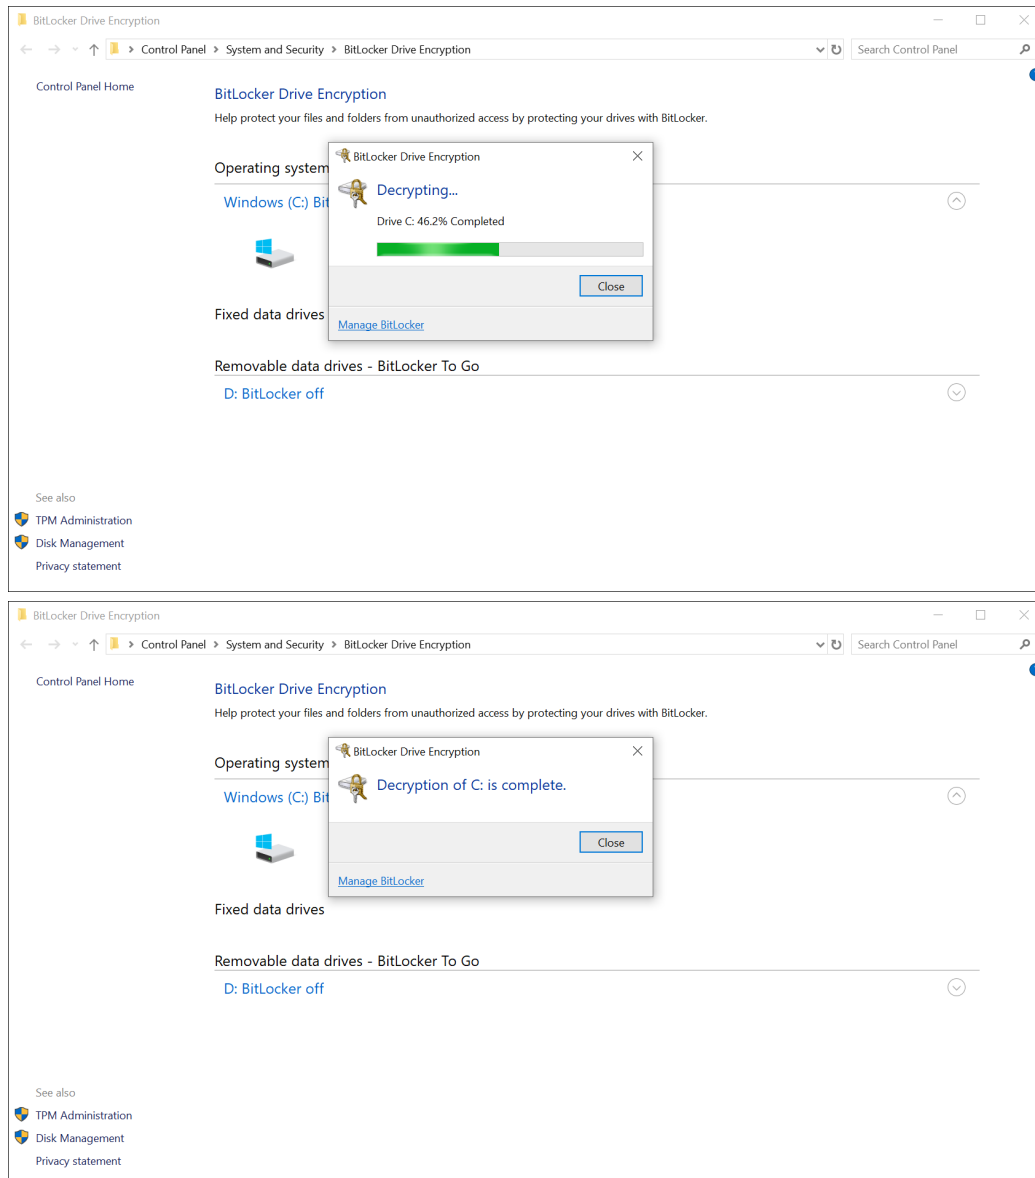 BitLocker Drive Encryption
Control Panel > System and Security > BitLocker Drive Encryption
Search Control Panel
Control Panel Home
BitLocker Drive Encryption
Help protect your files and folders from unauthorized access by protecting your drives with BitLocker.
Operating system
Windows (C:)
BitLocker Drive Encryption
Decrypting...
Drive C: 46.2% Completed
Close
Manage BitLocker
Fixed data drives
Removable data drives - BitLocker To Go
D: BitLocker off
See also
TPM Administration
Disk Management
Privacy statement
BitLocker Drive Encryption
Control Panel > System and Security > BitLocker Drive Encryption
Search Control Panel
Control Panel Home
BitLocker Drive Encryption
Help protect your files and folders from unauthorized access by protecting your drives with BitLocker.
Operating system
Windows (C:)
BitLocker Drive Encryption
Decryption of C: is complete.
Close
Manage BitLocker
Fixed data drives
Removable data drives - BitLocker To Go
D: BitLocker off
See also
TPM Administration
Disk Management
Privacy statement